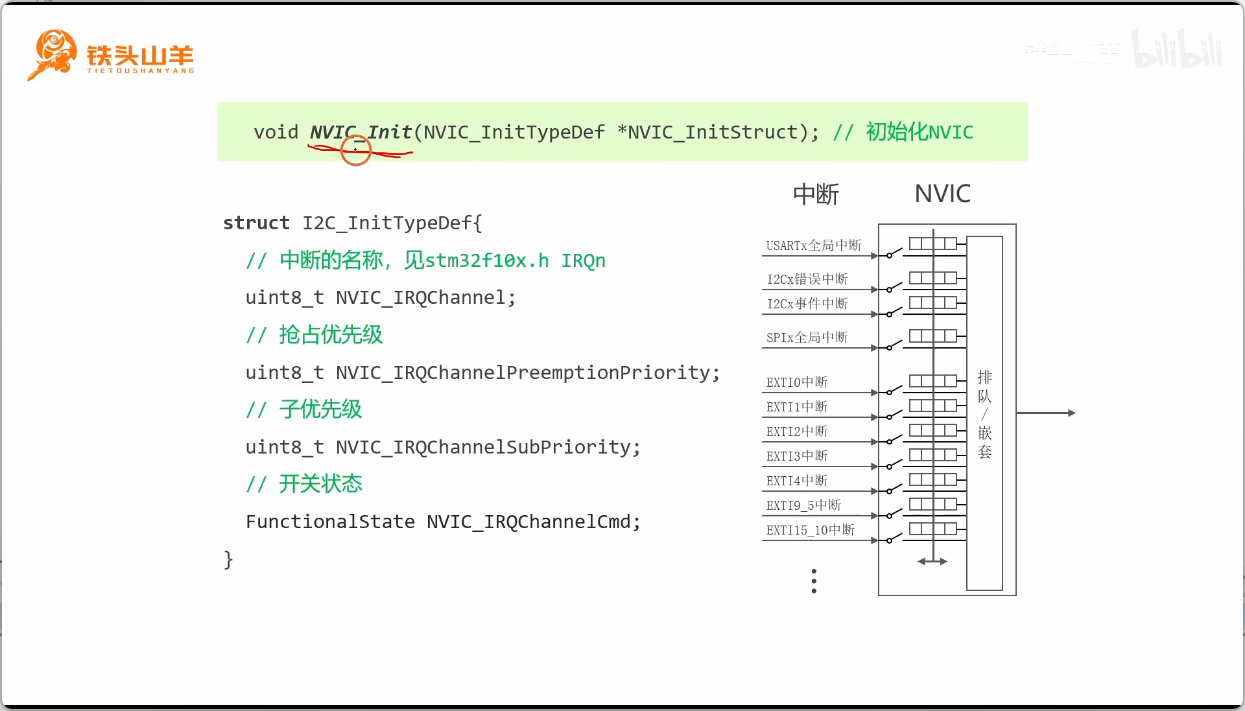 铁头山羊
TIETOUSHANYANG
bilibili
void NVIC_Init(NVIC_InitTypeDef *NVIC_InitStruct); // 初始化NVIC
struct I2C_InitTypeDef{
// 中断的名称，见stm32f10x.h IRQn
uint8_t NVIC_IRQChannel;
// 抢占优先级
uint8_t NVIC_IRQChannelPreemptionPriority;
// 子优先级
uint8_t NVIC_IRQChannelSubPriority;
// 开关状态
FunctionalState NVIC_IRQChannelCmd;
}
中断
NVIC
USARTx全局中断
I2Cx错误中断
I2Cx事件中断
SPIx全局中断
EXTI0中断
EXTI1中断
EXTI2中断
EXTI3中断
EXTI4中断
EXTI9_5中断
EXTI15_10中断
排
队
/
嵌
套